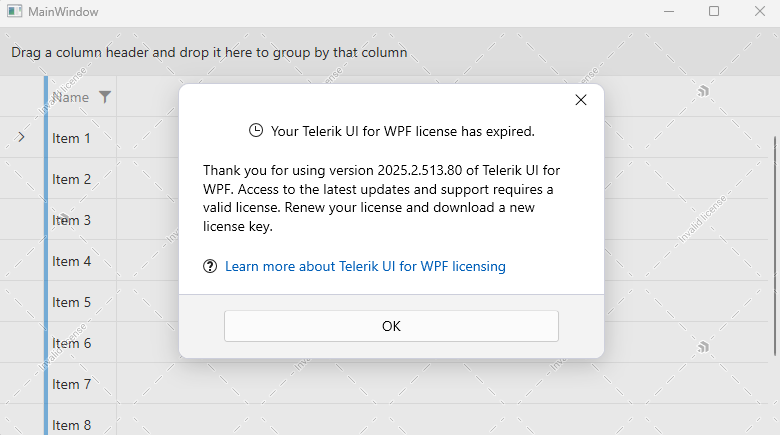 MainWindow
Drag a column header and drop it here to group by that column
Name
Invalid license
Invalid license
Your Telerik UI for WPF license has expired.
Item 1
Thank you for using version 2025.2.513.80 of Telerik UI for
WPF. Access to the latest updates and support requires a
valid license. Renew your license and download a new
license key.
Item 2
Item 3
Invalid license
Item 4
Learn more about Telerik UI for WPF licensing
Item 5
OK
Item 6
Invalid license
Item 7
Item 8